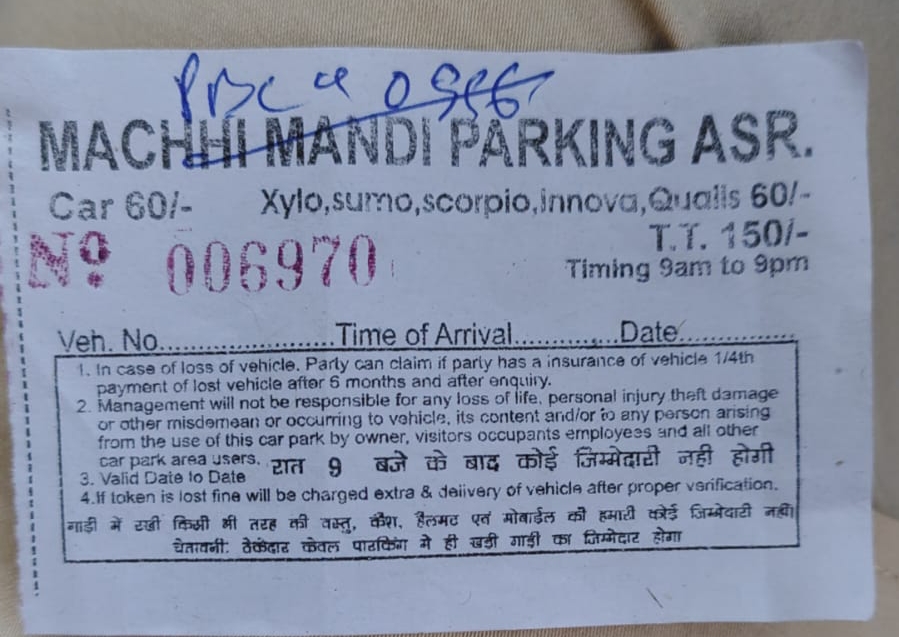 MACHHI MANDI PARKING ASR.
Car 60/- Xylo,sumo,scorpio,innova,Qualis 60/-
T.T. 150/-
Nº 006970
Timing 9am to 9pm
Veh. No.......................Time of Arrival..............Date...............
1. In case of loss of vehicle. Party can claim if party has a insurance of vehicle 1/4th
payment of lost vehicle after 6 months and after enquiry.
2. Management will not be responsible for any loss of life, personal injury theft damage
or other misdemean or occurring to vehicle, its content and/or to any person arising
from the use of this car park by owner, visitors occupants employees and all other
car park area users. रात 9 बजे के बाद कोई जिम्मेदारी नही होगी
3. Valid Date to Date
4.If token is lost fine will be charged extra & delivery of vehicle after proper verification.
गाड़ी में रखी किसी भी तरह की वस्तु, कैश, हैलमट एवं मोबाईल की हमारी कोई जिम्मेदारी नहीं।
चेतावनी: ठेकेदार केवल पारकिंग मे ही खड़ी गाड़ी का जिम्मेदार होगा